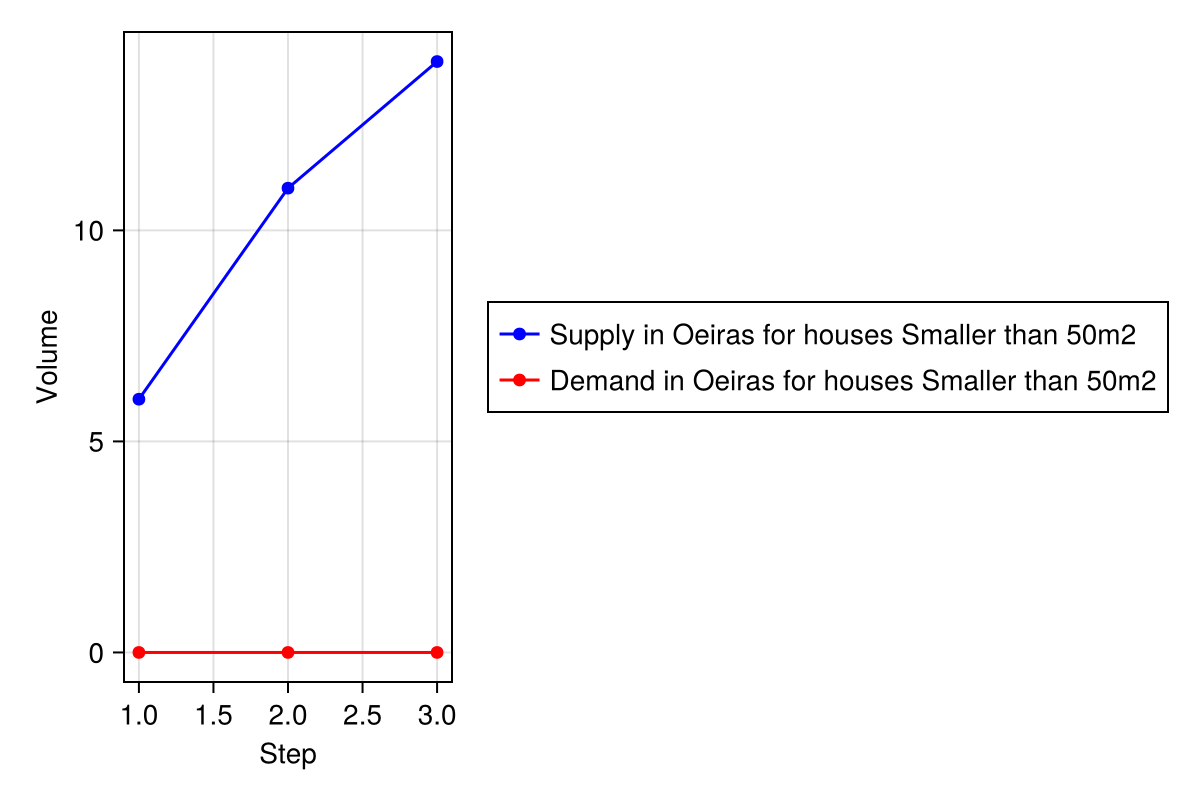 Volume
10
5
0
1.0 1.5 2.0 2.5 3.0
Step
Supply in Oeiras for houses Smaller than 50m2
Demand in Oeiras for houses Smaller than 50m2